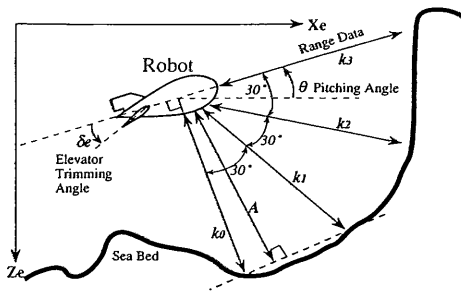 Xe
Range Data
k3
Robot
30°
θ Pitching Angle
k2
δe
Elevator
Trimming
Angle
30°
30°
k1
A
k0
Sea Bed
Ze